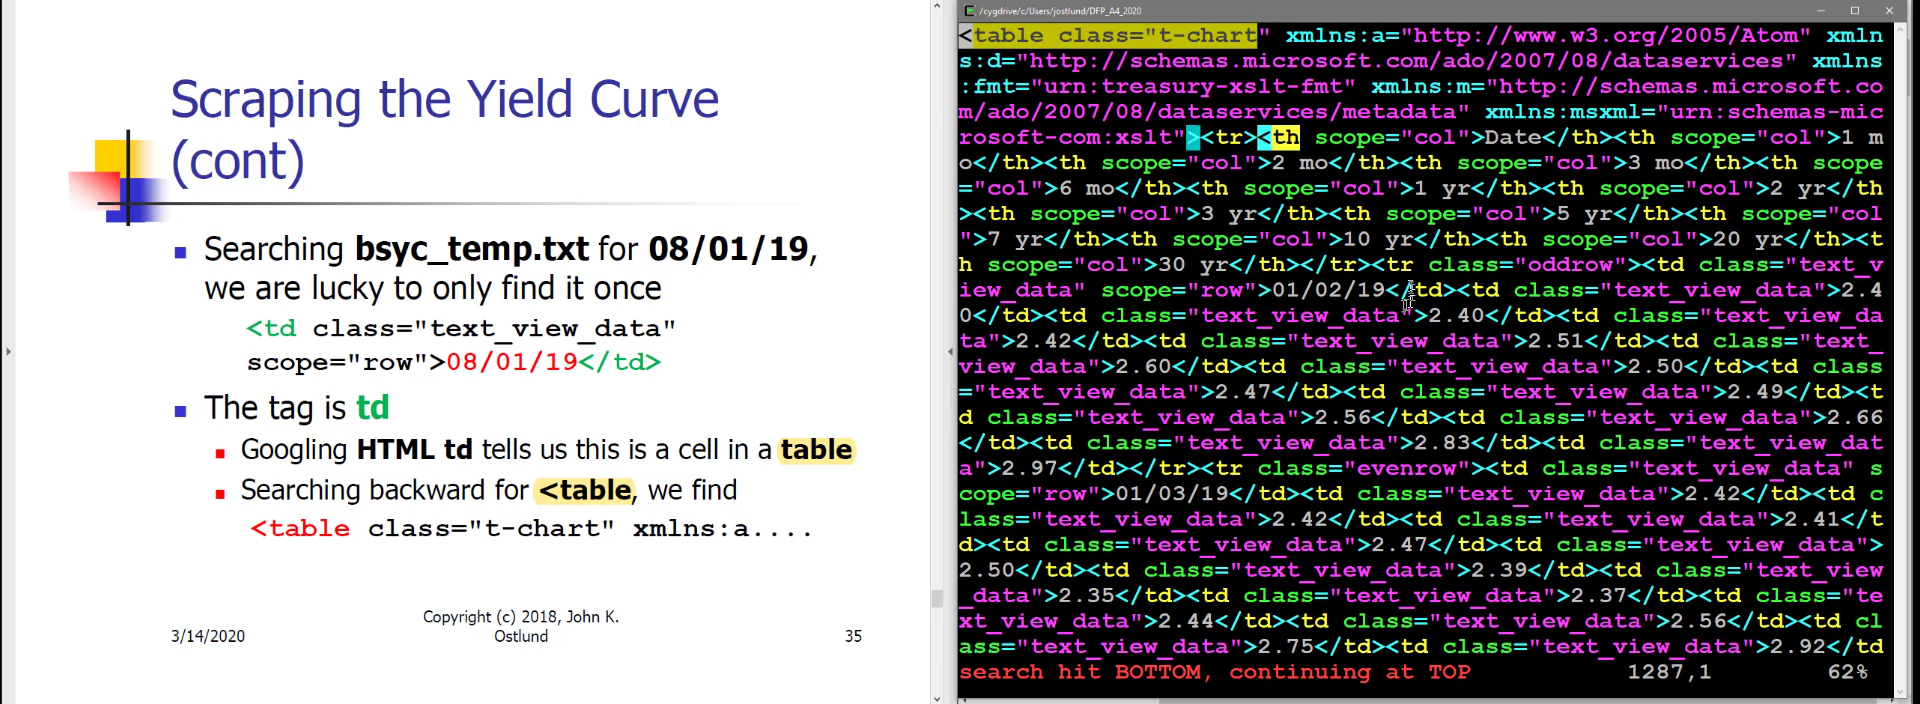 Scraping the Yield Curve
(cont)
Searching bsyc_temp.txt for 08/01/19,
we are lucky to only find it once
<td class="text_view_data"
scope="row">08/01/19</td>
The tag is td
Googling HTML td tells us this is a cell in a table
Searching backward for <table, we find
<table class="t-chart" xmlns:a....
3/14/2020
Copyright (c) 2018, John K.
Ostlund
35
/cygdrive/c/Users/jostlund/DFP_A4_2020
<table class="t-chart" xmlns:a="http://www.w3.org/2005/Atom" xmln
s:d="http://schemas.microsoft.com/ado/2007/08/dataservices" xmlns
:fmt="urn:treasury-xslt-fmt" xmlns:m="http://schemas.microsoft.co
m/ado/2007/08/dataservices/metadata" xmlns:msxml="urn:schemas-mic
rosoft-com:xslt"><tr><th scope="col">Date</th><th scope="col">1 m
o</th><th scope="col">2 mo</th><th scope="col">3 mo</th><th scope
="col">6 mo</th><th scope="col">1 yr</th><th scope="col">2 yr</th
><th scope="col">3 yr</th><th scope="col">5 yr</th><th scope="col
">7 yr</th><th scope="col">10 yr</th><th scope="col">20 yr</th><t
h scope="col">30 yr</th></tr><tr class="oddrow"><td class="text_v
iew_data" scope="row">01/02/19</td><td class="text_view_data">2.4
0</td><td class="text_view_data">2.40</td><td class="text_view_da
ta">2.42</td><td class="text_view_data">2.51</td><td class="text_
view_data">2.60</td><td class="text_view_data">2.50</td><td class
="text_view_data">2.47</td><td class="text_view_data">2.49</td><t
d class="text_view_data">2.56</td><td class="text_view_data">2.66
</td><td class="text_view_data">2.83</td><td class="text_view_dat
a">2.97</td></tr><tr class="evenrow"><td class="text_view_data" s
cope="row">01/03/19</td><td class="text_view_data">2.42</td><td c
lass="text_view_data">2.42</td><td class="text_view_data">2.41</t
d><td class="text_view_data">2.47</td><td class="text_view_data">
2.50</td><td class="text_view_data">2.39</td><td class="text_view
_data">2.35</td><td class="text_view_data">2.37</td><td class="te
xt_view_data">2.44</td><td class="text_view_data">2.56</td><td cl
ass="text_view_data">2.75</td><td class="text_view_data">2.92</td
search hit BOTTOM, continuing at TOP 1287,1 62%